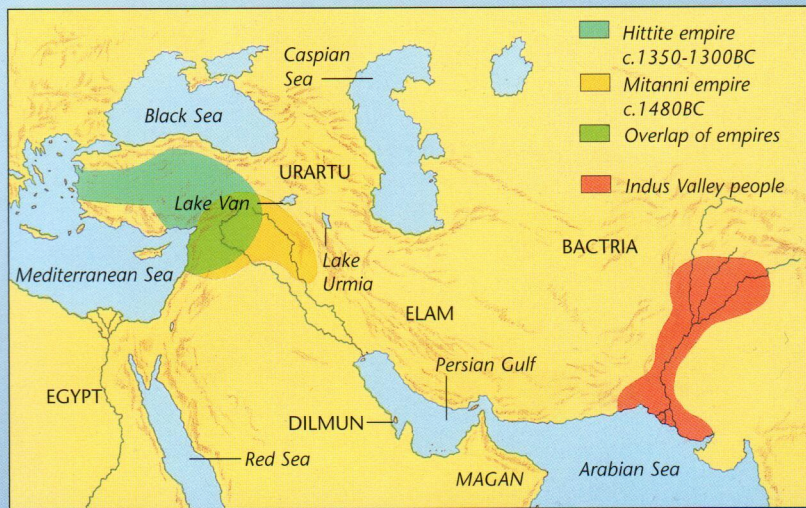 Hittite empire
c.1350-1300BC
Mitanni empire
c.1480BC
Overlap of empires
Indus Valley people
Caspian
Sea
Black Sea
URARTU
Lake Van
BACTRIA
Mediterranean Sea
Lake
Urmia
ELAM
Persian Gulf
EGYPT
DILMUN
Red Sea
MAGAN
Arabian Sea